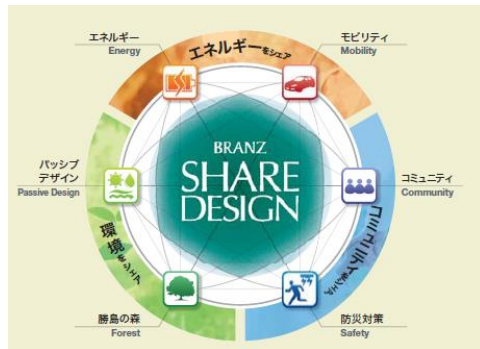 エネルギー
Energy
エネルギーをシェア
モビリティ
Mobility
BRANZ
SHARE
DESIGN
パッシブ
デザイン
Passive Design
コミュニティ
Community
環境をシェア
コミュニティをシェア
勝島の森
Forest
防災対策
Safety